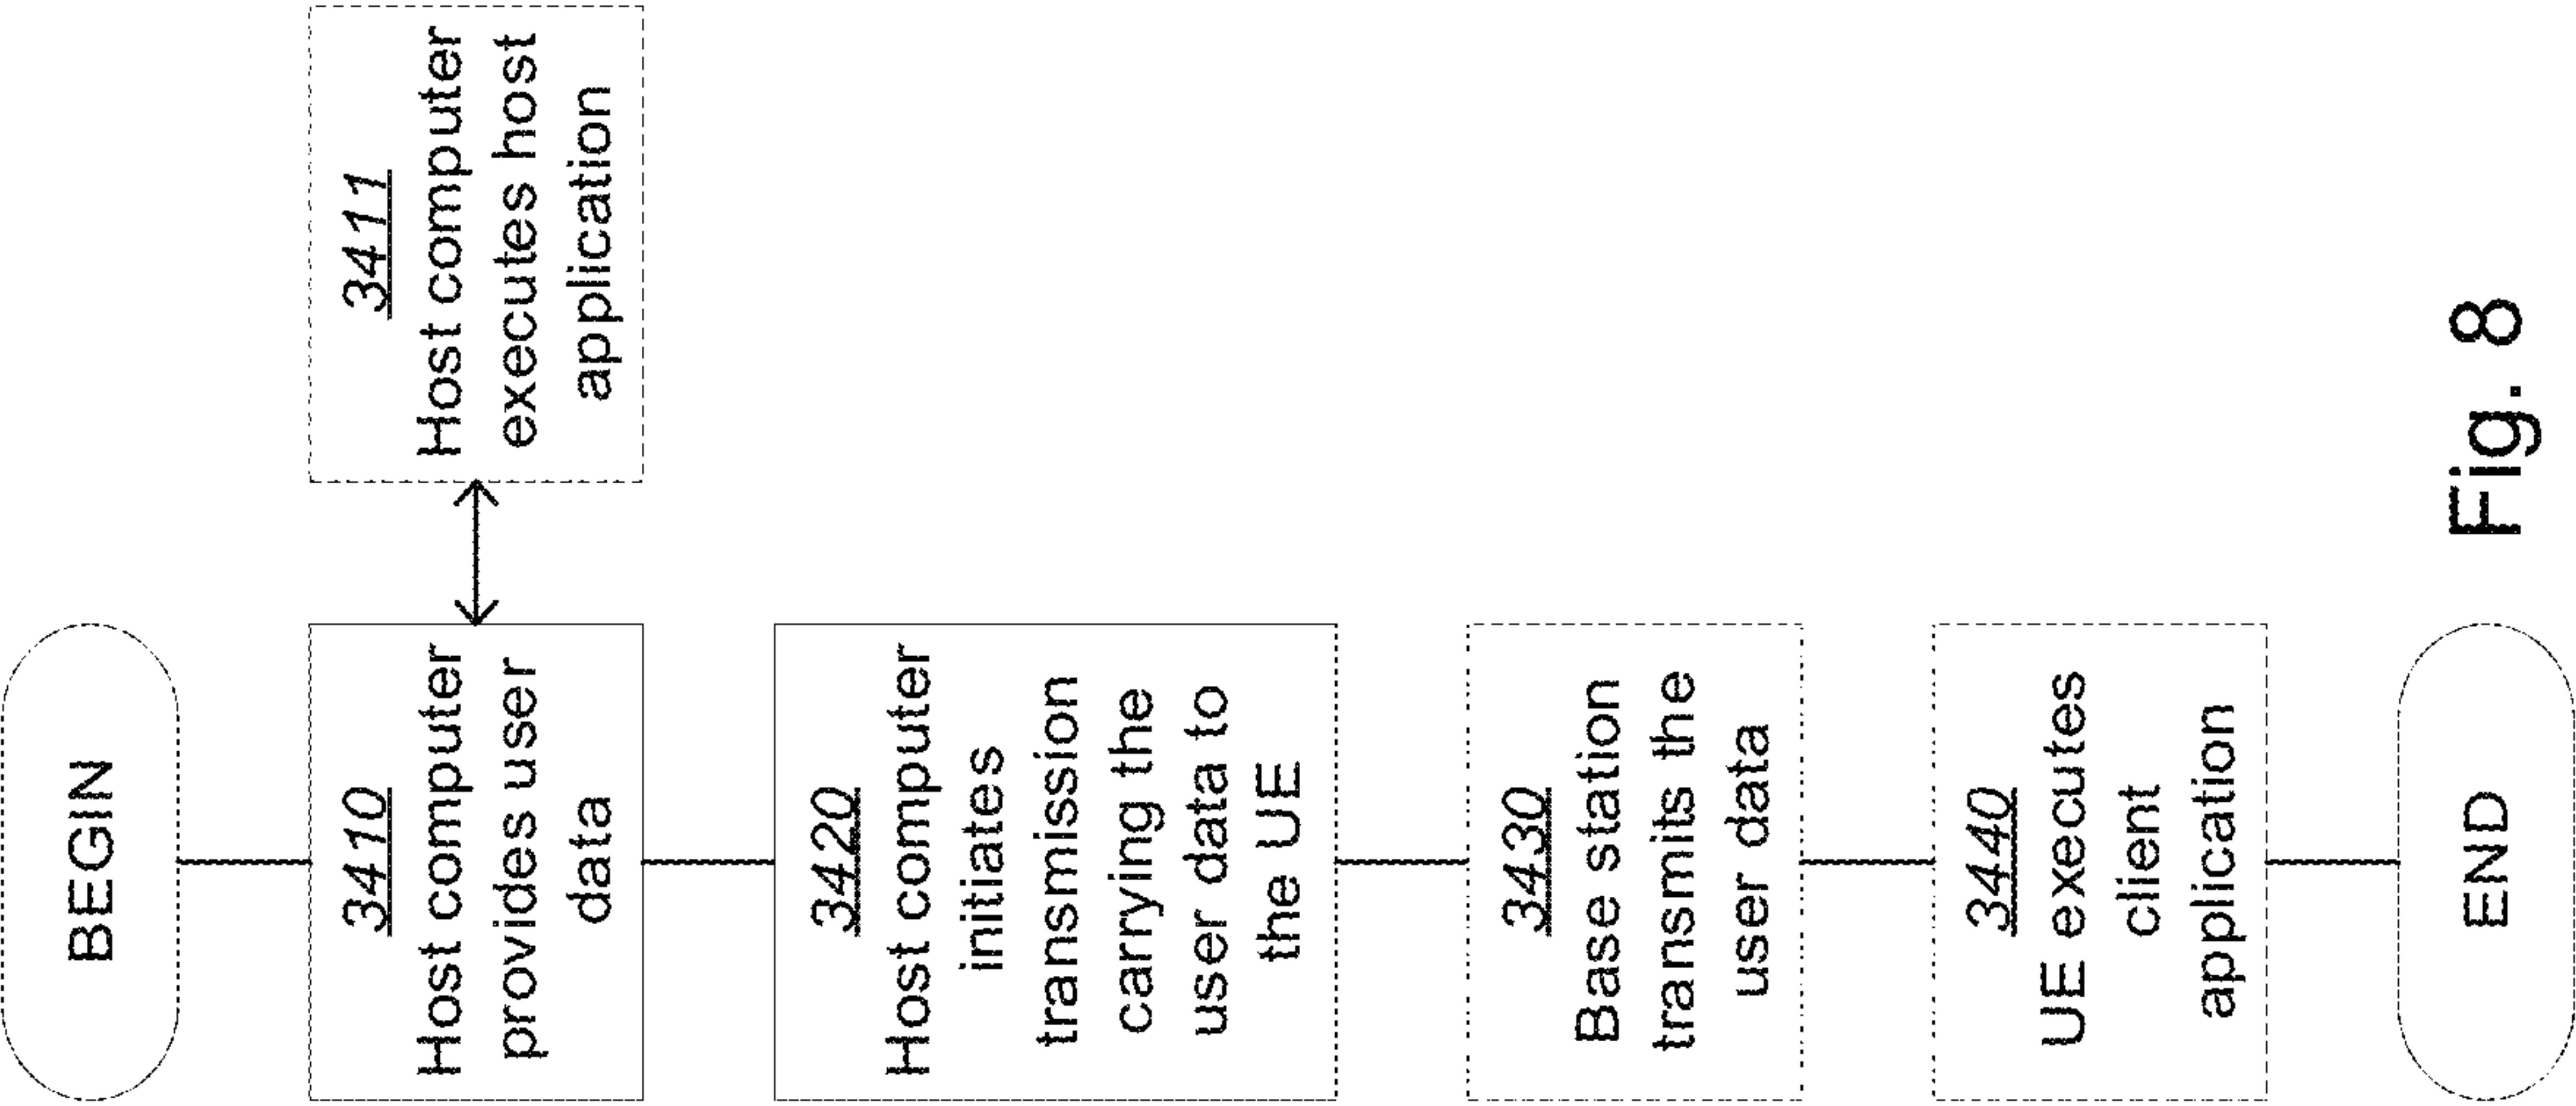 BEGIN
3410
Host computer
provides user
data
3411
Host computer
executes host
application
3420
Host computer
initiates
transmission
carrying the
user data to
the UE
3430
Base station
transmits the
user data
3440
UE executes
client
application
END
Fig. 8